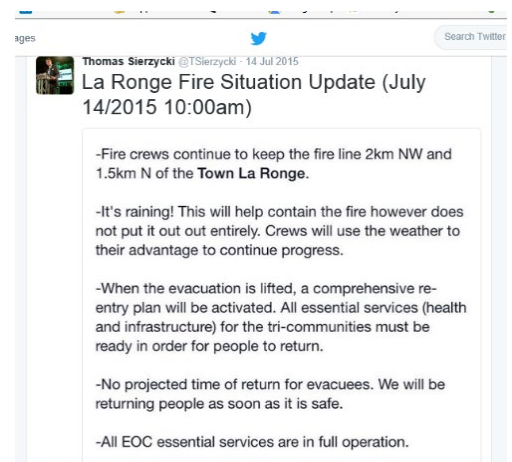 ages
Search Twitter
Thomas Sierzycki @TSierzycki · 14 Jul 2015
La Ronge Fire Situation Update (July
14/2015 10:00am)
-Fire crews continue to keep the fire line 2km NW and
1.5km N of the Town La Ronge.
-It's raining! This will help contain the fire however does
not put it out out entirely. Crews will use the weather to
their advantage to continue progress.
-When the evacuation is lifted, a comprehensive re-
entry plan will be activated. All essential services (health
and infrastructure) for the tri-communities must be
ready in order for people to return.
-No projected time of return for evacuees. We will be
returning people as soon as it is safe.
-All EOC essential services are in full operation.